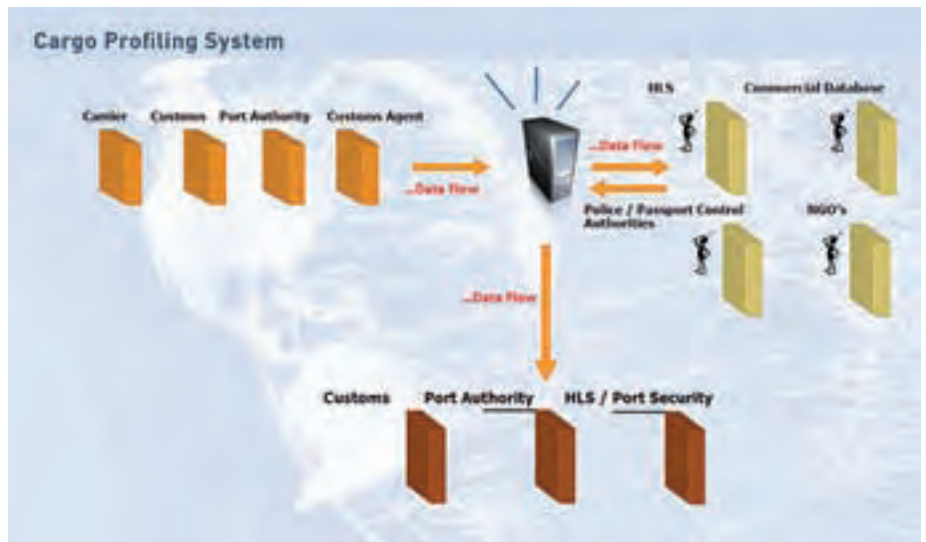 Cargo Profiling System
HLS Commercial Database
Carrier Customs Port Authority Customs Agent
...Data Flow
...Data Flow
Police / Passport Control
Authorities
NGO's
...Data Flow
Customs Port Authority HLS / Port Security